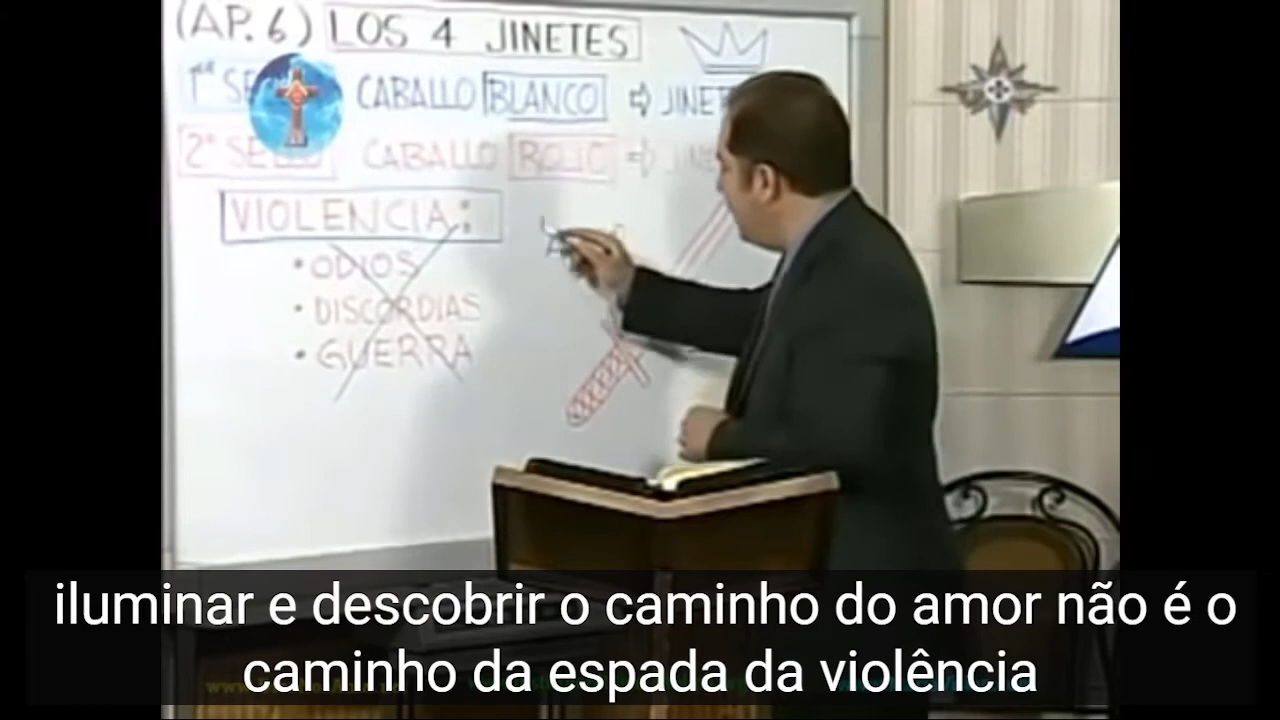 (AP. 6) LOS 4 JINETES
CABALLO BLANCO ⇨
CABALLO ROJO ⇨
VIOLENCIA:
• ODIOS
• DISCORDIAS
• GUERRA
iluminar e descobrir o caminho do amor não é o
caminho da espada da violência